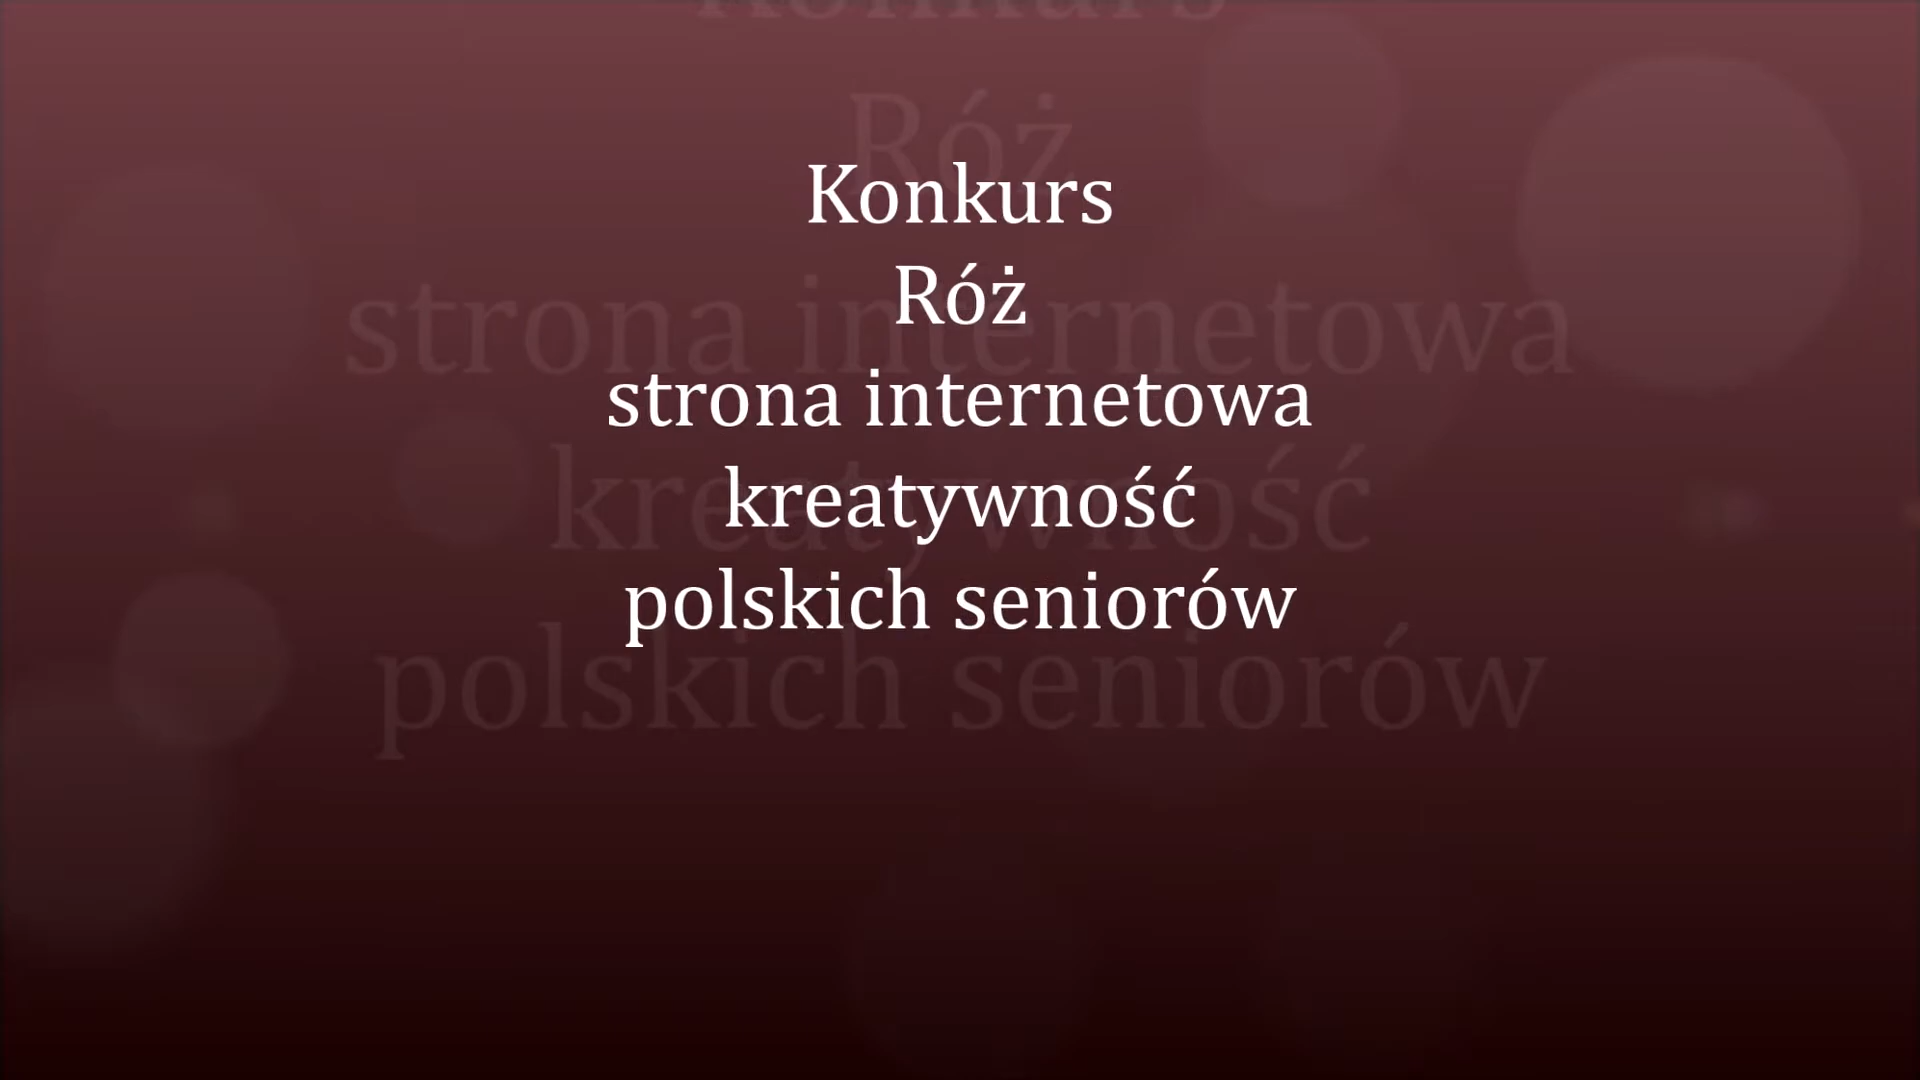 Konkurs
Róż
strona internetowa
kreatywność
polskich seniorów